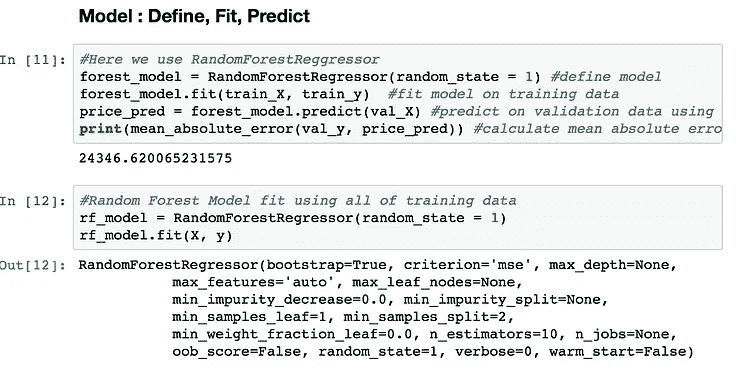 Model : Define, Fit, Predict
In [11]:
#Here we use RandomForestReggressor
forest_model = RandomForestRegressor(random_state = 1) #define model
forest_model.fit(train_X, train_y)  #fit model on training data
price_pred = forest_model.predict(val_X) #predict on validation data using
print(mean_absolute_error(val_y, price_pred)) #calculate mean absolute erro
24346.620065231575
In [12]:
#Random Forest Model fit using all of training data
rf_model = RandomForestRegressor(random_state = 1)
rf_model.fit(X, y)
Out[12]:
RandomForestRegressor(bootstrap=True, criterion='mse', max_depth=None,
max_features='auto', max_leaf_nodes=None,
min_impurity_decrease=0.0, min_impurity_split=None,
min_samples_leaf=1, min_samples_split=2,
min_weight_fraction_leaf=0.0, n_estimators=10, n_jobs=None,
oob_score=False, random_state=1, verbose=0, warm_start=False)